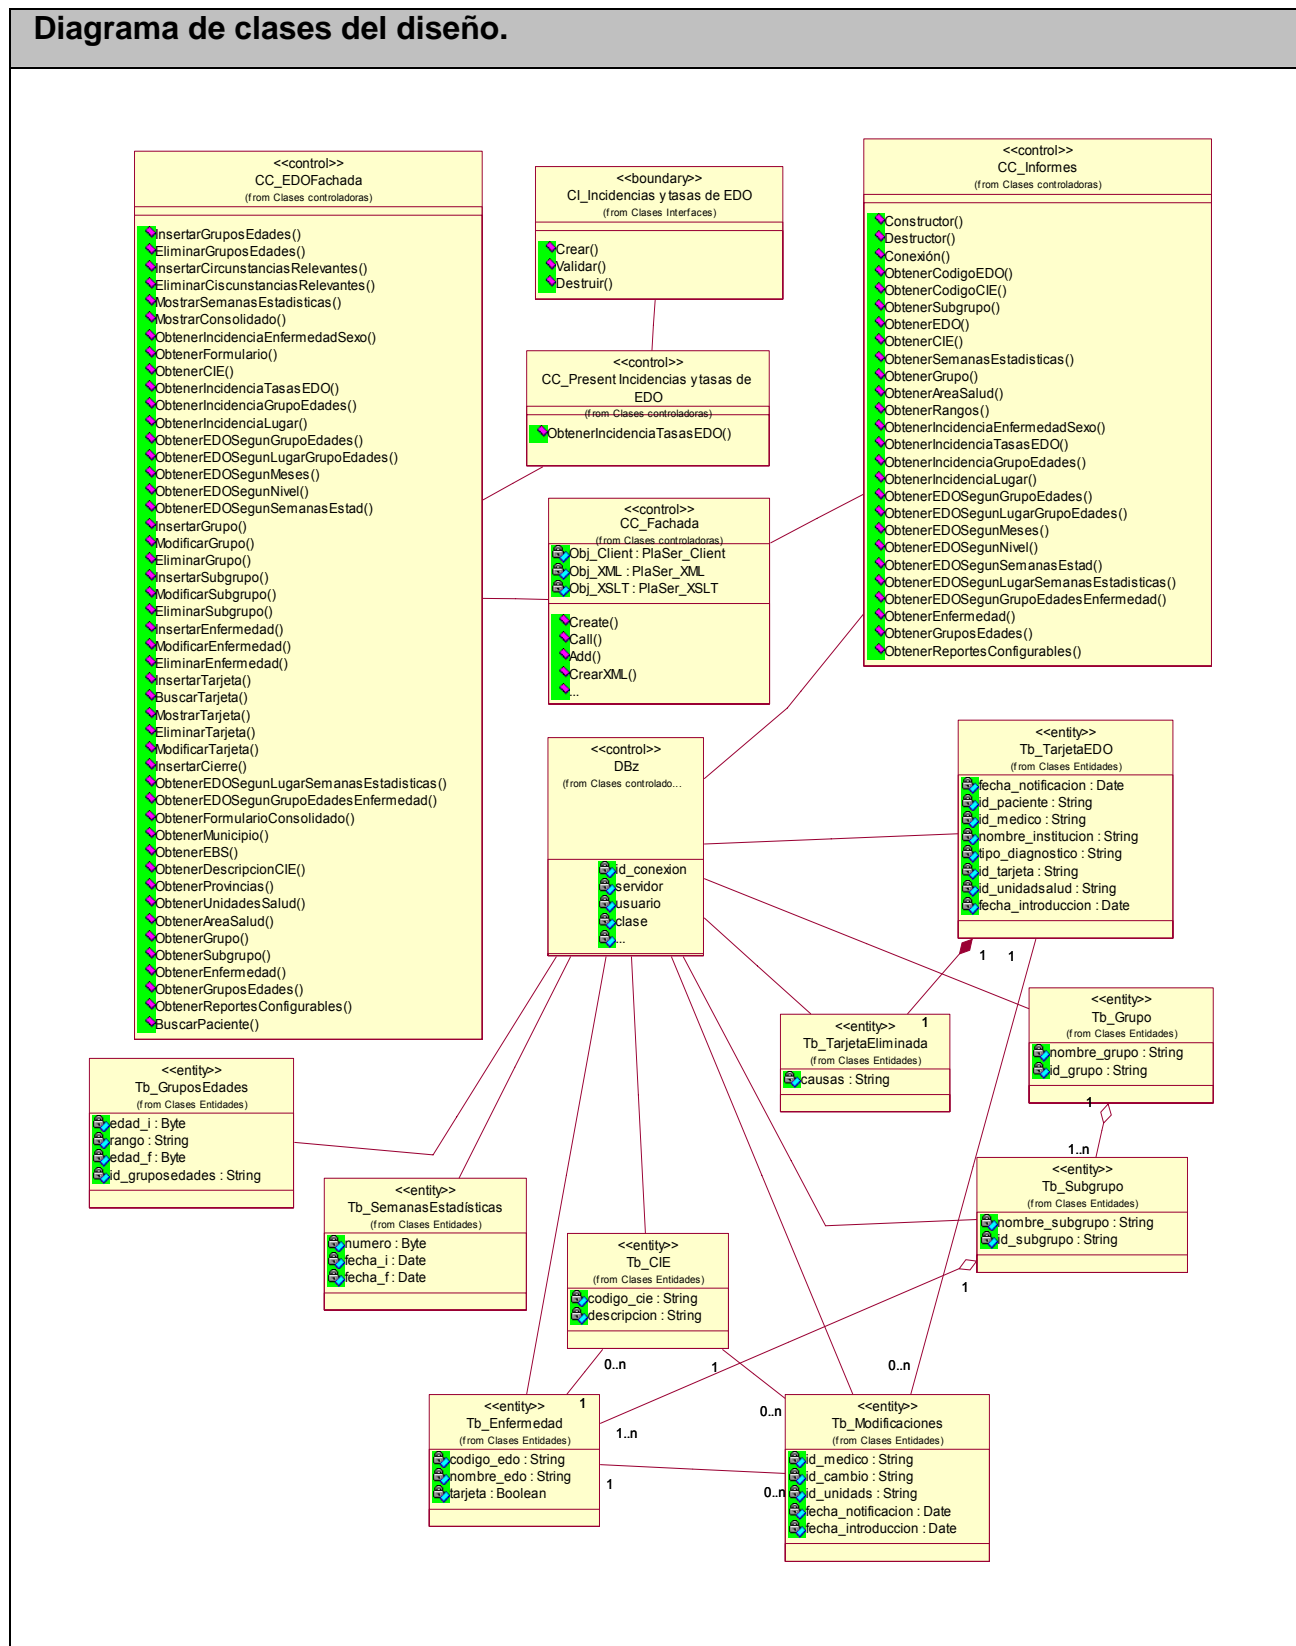 Diagrama de clases del diseño.
<<control>>
CC_EDOFachada
(from Clases controladoras)
InsertarGruposEdades()
EliminarGruposEdades()
InsertarCircunstanciasRelevantes()
EliminarCiscunstanciasRelevantes()
MostrarSemanasEstadisticas()
MostrarConsolidado()
ObtenerIncidenciaEnfermedadSexo()
ObtenerFormulario()
ObtenerCIE()
ObtenerIncidenciaTasasEDO()
ObtenerIncidenciaGrupoEdades()
ObtenerIncidenciaLugar()
ObtenerEDOSegunGrupoEdades()
ObtenerEDOSegunLugarGrupoEdades()
ObtenerEDOSegunMeses()
ObtenerEDOSegunNivel()
ObtenerEDOSegunSemanasEstad()
InsertarGrupo()
ModificarGrupo()
EliminarGrupo()
InsertarSubgrupo()
ModificarSubgrupo()
EliminarSubgrupo()
InsertarEnfermedad()
ModificarEnfermedad()
EliminarEnfermedad()
InsertarTarjeta()
BuscarTarjeta()
MostrarTarjeta()
EliminarTarjeta()
ModificarTarjeta()
InsertarCierre()
ObtenerEDOSegunLugarSemanasEstadisticas()
ObtenerEDOSegunGrupoEdadesEnfermedad()
ObtenerFormularioConsolidado()
ObtenerMunicipio()
ObtenerEBS()
ObtenerDescripcionCIE()
ObtenerProvincias()
ObtenerUnidadesSalud()
ObtenerAreaSalud()
ObtenerGrupo()
ObtenerSubgrupo()
ObtenerEnfermedad()
ObtenerGruposEdades()
ObtenerReportesConfigurables()
BuscarPaciente()
<<boundary>>
CI_Incidencias y tasas de EDO
(from Clases Interfaces)
Crear()
Validar()
Destruir()
<<control>>
CC_Present Incidencias y tasas de
EDO
(from Clases controladoras)
ObtenerIncidenciaTasasEDO()
<<control>>
CC_Fachada
(from Clases controladoras)
Obj_Client : PlaSer_Client
Obj_XML : PlaSer_XML
Obj_XSLT : PlaSer_XSLT
Create()
Call()
Add()
CrearXML()
...
<<control>>
CC_Informes
(from Clases controladoras)
Constructor()
Destructor()
Conexión()
ObtenerCodigoEDO()
ObtenerCodigoCIE()
ObtenerSubgrupo()
ObtenerEDO()
ObtenerCIE()
ObtenerSemanasEstadisticas()
ObtenerGrupo()
ObtenerAreaSalud()
ObtenerRangos()
ObtenerIncidenciaEnfermedadSexo()
ObtenerIncidenciaTasasEDO()
ObtenerIncidenciaGrupoEdades()
ObtenerIncidenciaLugar()
ObtenerEDOSegunGrupoEdades()
ObtenerEDOSegunLugarGrupoEdades()
ObtenerEDOSegunMeses()
ObtenerEDOSegunNivel()
ObtenerEDOSegunSemanasEstad()
ObtenerEDOSegunLugarSemanasEstadisticas()
ObtenerEDOSegunGrupoEdadesEnfermedad()
ObtenerEnfermedad()
ObtenerGruposEdades()
ObtenerReportesConfigurables()
<<control>>
DBz
(from Clases controlado...
id_conexion
servidor
usuario
clase
...
<<entity>>
Tb_TarjetaEDO
(from Clases Entidades)
fecha_notificacion : Date
id_paciente : String
id_medico : String
nombre_institucion : String
tipo_diagnostico : String
id_tarjeta : String
id_unidadsalud : String
fecha_introduccion : Date
1
1
1
<<entity>>
Tb_TarjetaEliminada
(from Clases Entidades)
causas : String
<<entity>>
Tb_Grupo
(from Clases Entidades)
nombre_grupo : String
id_grupo : String
1
1..n
<<entity>>
Tb_Subgrupo
(from Clases Entidades)
nombre_subgrupo : String
id_subgrupo : String
1
<<entity>>
Tb_GruposEdades
(from Clases Entidades)
edad_i : Byte
rango : String
edad_f : Byte
id_gruposedades : String
<<entity>>
Tb_SemanasEstadísticas
(from Clases Entidades)
numero : Byte
fecha_i : Date
fecha_f : Date
<<entity>>
Tb_CIE
(from Clases Entidades)
codigo_cie : String
descripcion : String
0..n
1
0..n
1
0..n
1..n
<<entity>>
Tb_Enfermedad
(from Clases Entidades)
codigo_edo : String
nombre_edo : String
tarjeta : Boolean
1
0..n
<<entity>>
Tb_Modificaciones
(from Clases Entidades)
id_medico : String
id_cambio : String
id_unidads : String
fecha_notificacion : Date
fecha_introduccion : Date